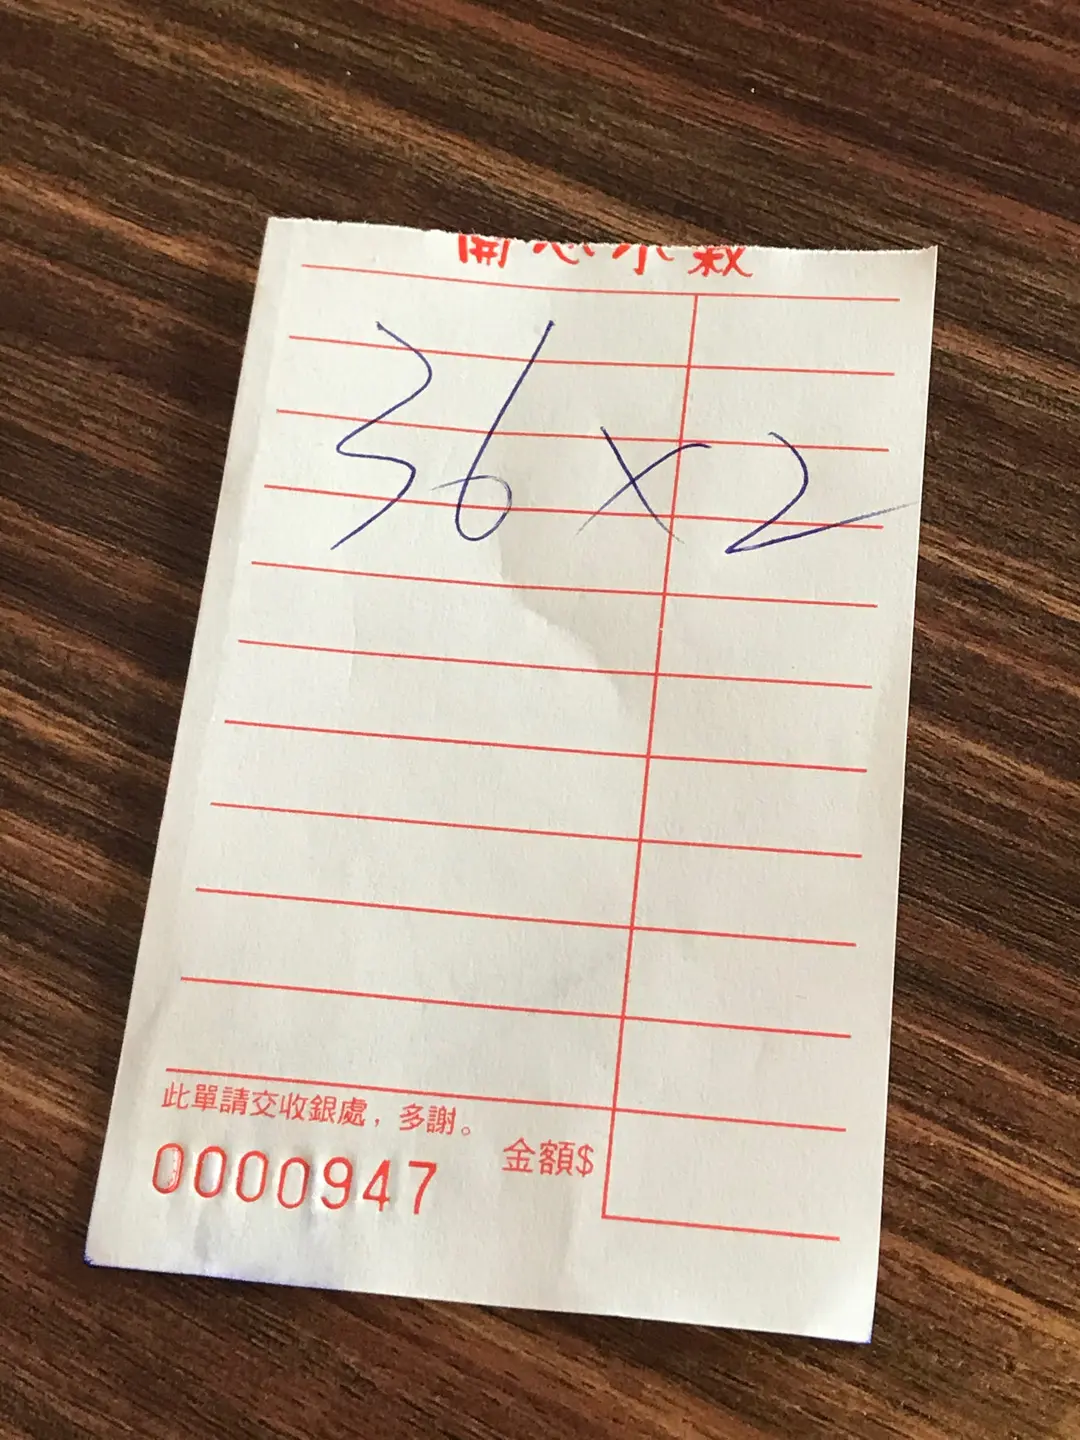 36 x 2
此單請交收銀處，多謝。
金額$
0000947